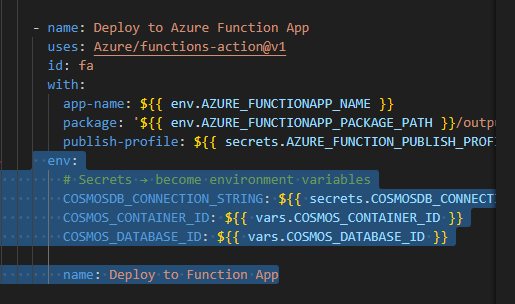 - name: Deploy to Azure Function App
uses: Azure/functions-action@v1
id: fa
with:
app-name: ${{ env.AZURE_FUNCTIONAPP_NAME }}
package: '${{ env.AZURE_FUNCTIONAPP_PACKAGE_PATH }}/outp
publish-profile: ${{ secrets.AZURE_FUNCTION_PUBLISH_PROF
env:
# Secrets → become environment variables
COSMOSDB_CONNECTION_STRING: ${{ secrets.COSMOSDB_CONNECTI
COSMOS_CONTAINER_ID: ${{ vars.COSMOS_CONTAINER_ID }}
COSMOS_DATABASE_ID: ${{ vars.COSMOS_DATABASE_ID }}
name: Deploy to Function App